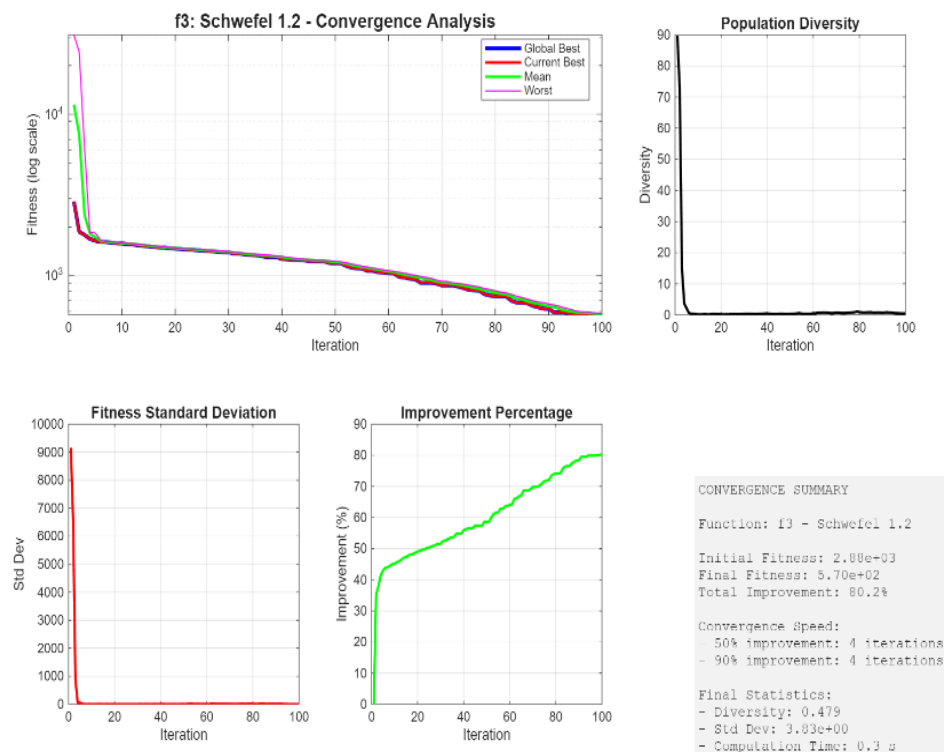 f3: Schwefel 1.2 - Convergence Analysis
Global Best
Current Best
Mean
Worst
10^4
10^3
Fitness (log scale)
0 10 20 30 40 50 60 70 80 90 100
Iteration
Population Diversity
90
80
70
60
50
40
30
20
10
0
Diversity
0 20 40 60 80 100
Iteration
Fitness Standard Deviation
10000
9000
8000
7000
6000
5000
4000
3000
2000
1000
0
Std Dev
0 20 40 60 80 100
Iteration
Improvement Percentage
90
80
70
60
50
40
30
20
10
0
Improvement (%)
0 20 40 60 80 100
Iteration
CONVERGENCE SUMMARY
Function: f3 - Schwefel 1.2
Initial Fitness: 2.88e+03
Final Fitness: 5.70e+02
Total Improvement: 80.2%
Convergence Speed:
- 50% improvement: 4 iterations
- 90% improvement: 4 iterations
Final Statistics:
- Diversity: 0.479
- Std Dev: 3.83e+00
- Computation Time: 0.3 s